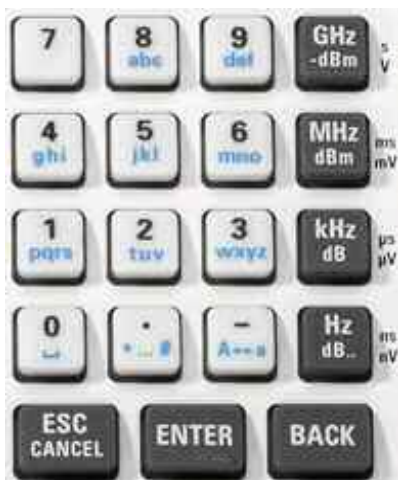 7 8 9 GHz s
abc def -dBm V
4 5 6 MHz ms
ghi jkl mno dBm mV
1 2 3 kHz µs
pqrs tuv wxyz dB µV
0 . - Hz ns
␣ * ... # A↔a dB.. nV
ESC ENTER BACK
CANCEL